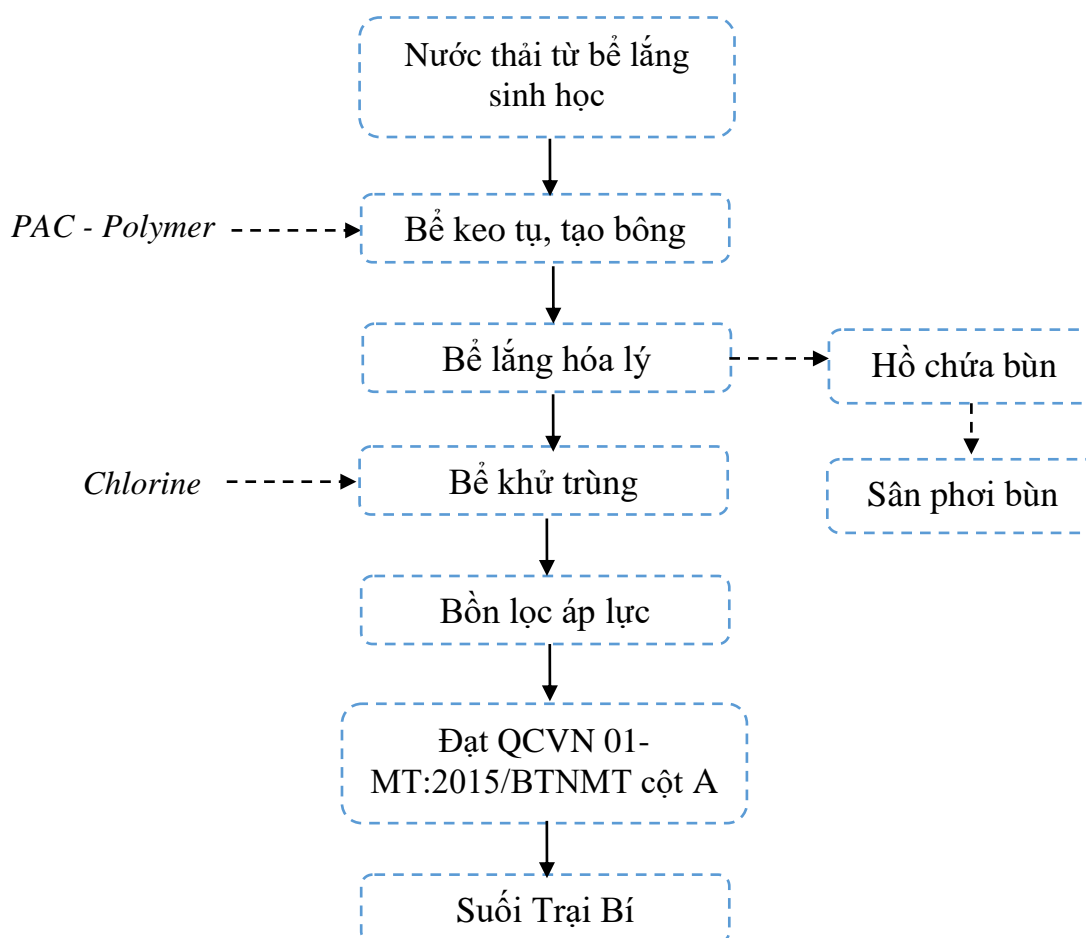 Nước thải từ bể lắng
sinh học
PAC - Polymer
Bể keo tụ, tạo bông
Bể lắng hóa lý
Hồ chứa bùn
Chlorine
Bể khử trùng
Sân phơi bùn
Bồn lọc áp lực
Đạt QCVN 01-
MT:2015/BTNMT cột A
Suối Trại Bí